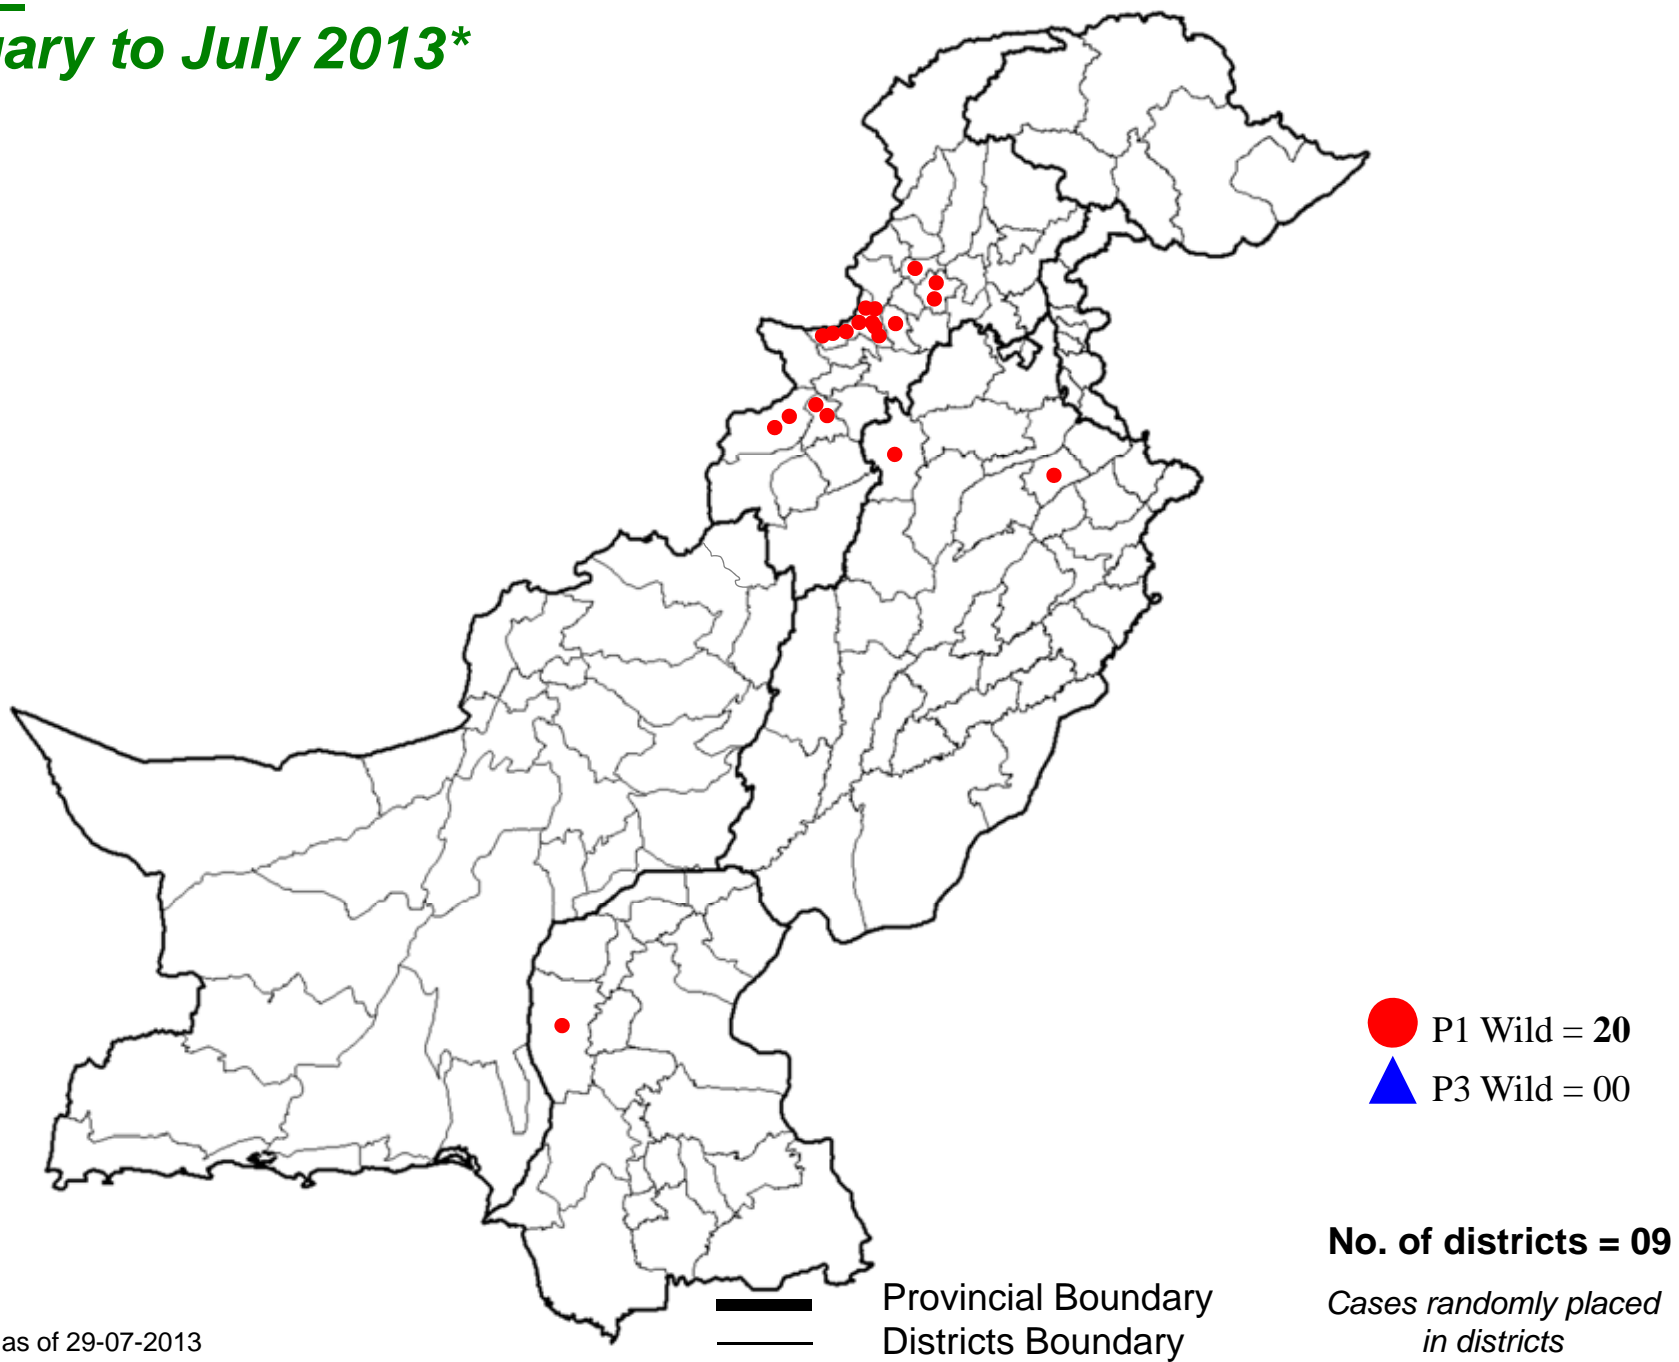 to July 2013*
P1 Wild = 20
P3 Wild = 00
No. of districts = 09
Cases randomly placed
in districts
Provincial Boundary
Districts Boundary
as of 29-07-2013